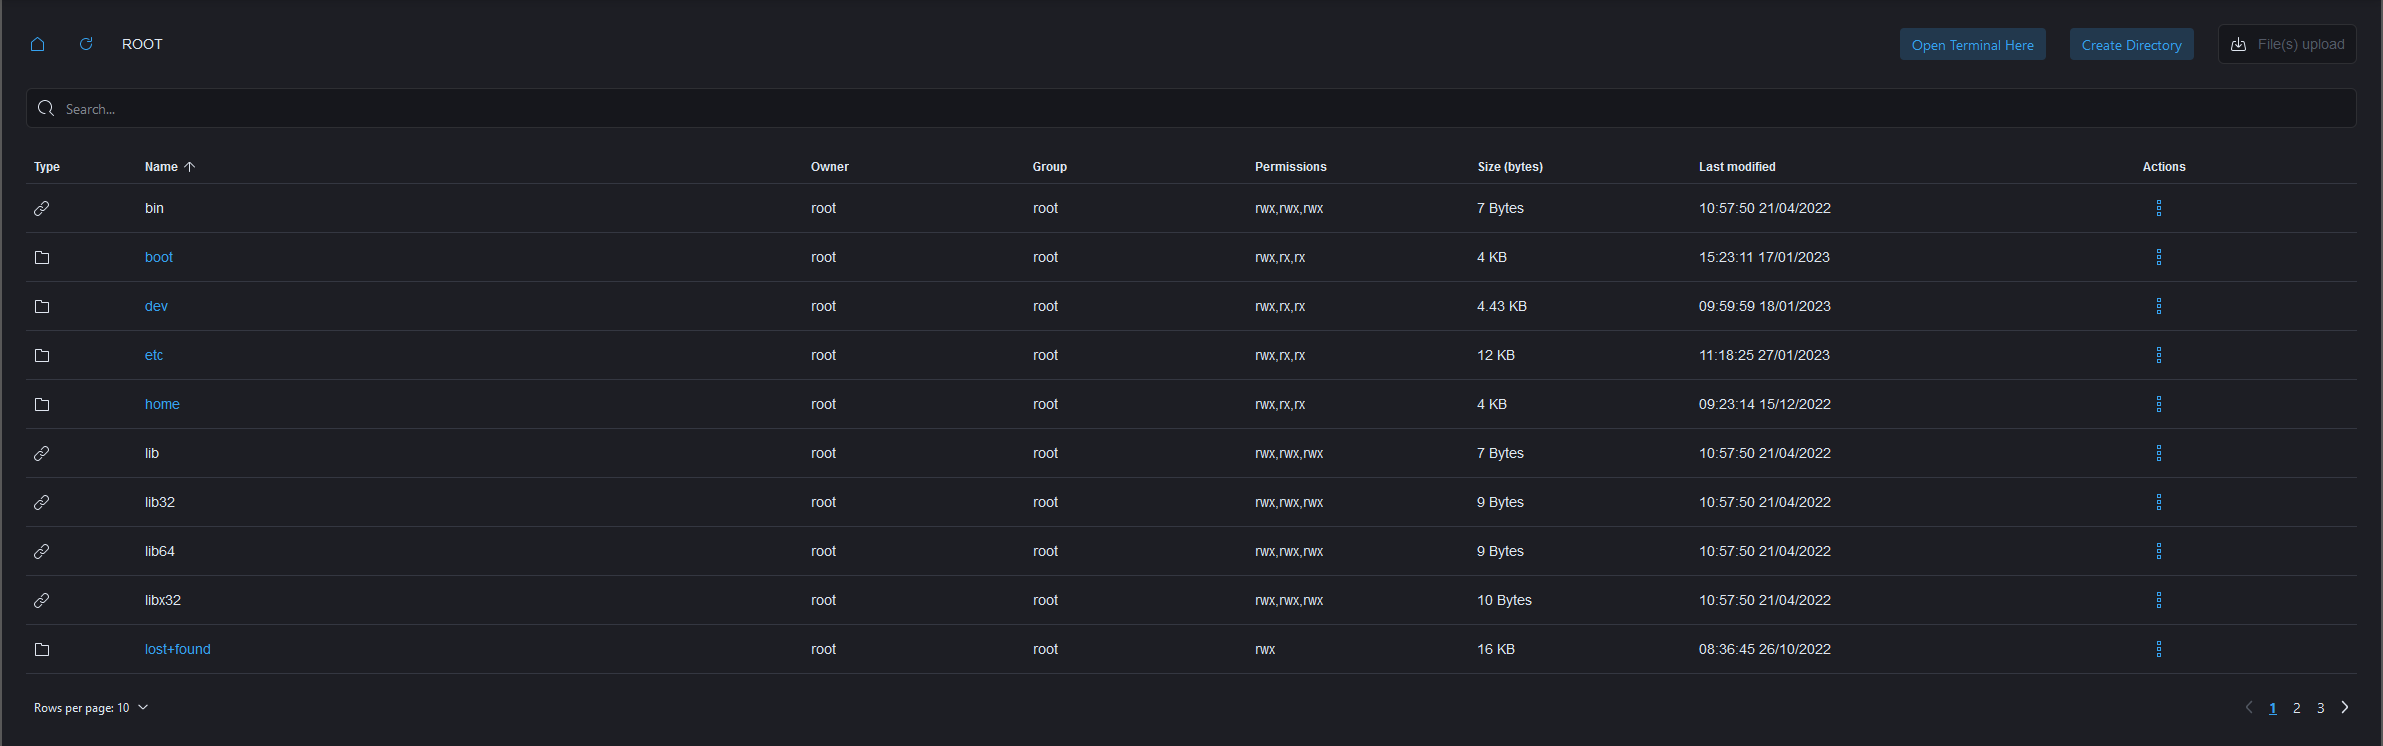 ROOT Open Terminal Here Create Directory File(s) upload
Search...
Type Name Owner Group Permissions Size (bytes) Last modified Actions
bin root root rwx,rwx,rwx 7 Bytes 10:57:50 21/04/2022
boot root root rwx,rx,rx 4 KB 15:23:11 17/01/2023
dev root root rwx,rx,rx 4.43 KB 09:59:59 18/01/2023
etc root root rwx,rx,rx 12 KB 11:18:25 27/01/2023
home root root rwx,rx,rx 4 KB 09:23:14 15/12/2022
lib root root rwx,rwx,rwx 7 Bytes 10:57:50 21/04/2022
lib32 root root rwx,rwx,rwx 9 Bytes 10:57:50 21/04/2022
lib64 root root rwx,rwx,rwx 9 Bytes 10:57:50 21/04/2022
libx32 root root rwx,rwx,rwx 10 Bytes 10:57:50 21/04/2022
lost+found root root rwx 16 KB 08:36:45 26/10/2022
Rows per page: 10 1 2 3